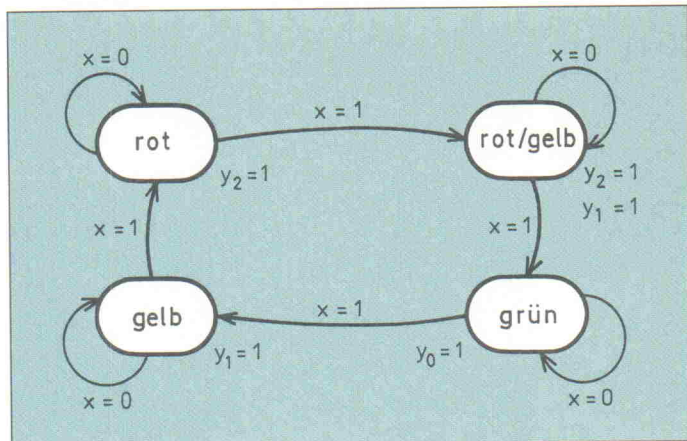 x = 0
x = 0
rot
x = 1
rot/gelb
y₂ = 1
y₂ = 1
y₁ = 1
x = 1
x = 1
gelb
x = 1
grün
y₁ = 1
y₀ = 1
x = 0
x = 0